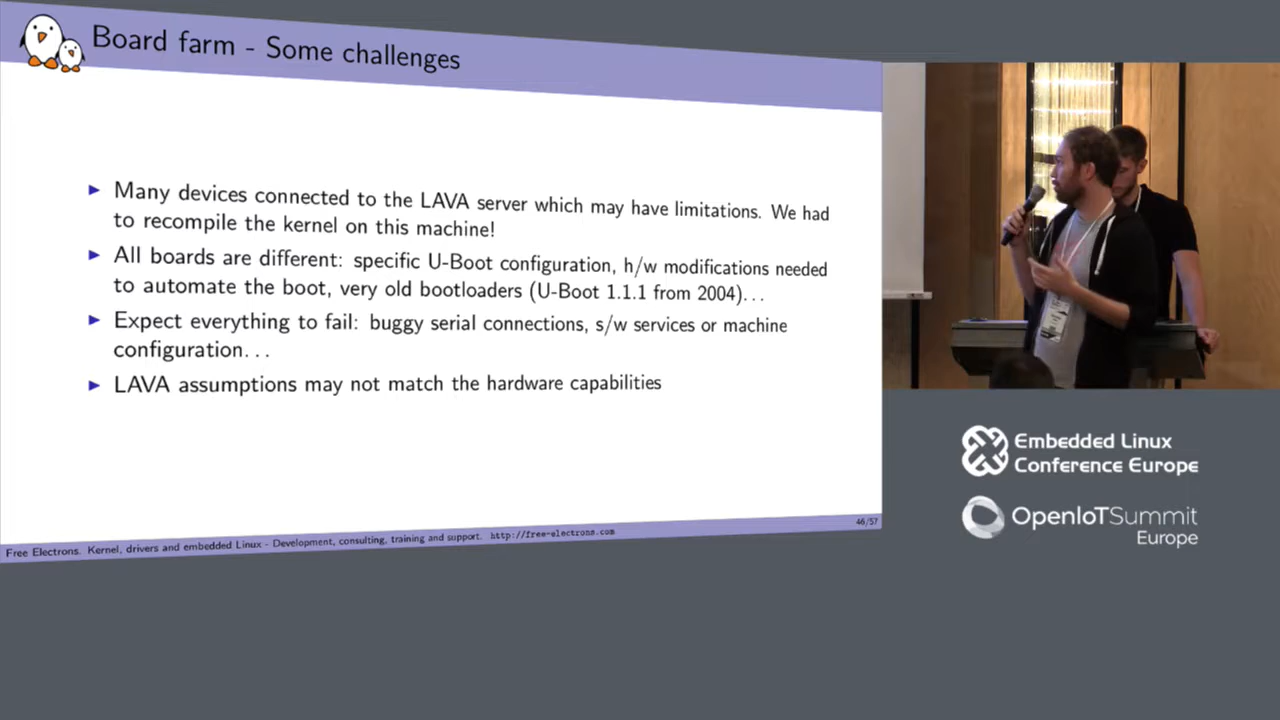 Board farm - Some challenges
Many devices connected to the LAVA server which may have limitations. We had
to recompile the kernel on this machine!
All boards are different: specific U-Boot configuration, h/w modifications needed
to automate the boot, very old bootloaders (U-Boot 1.1.1 from 2004)...
Expect everything to fail: buggy serial connections, s/w services or machine
configuration...
LAVA assumptions may not match the hardware capabilities
46/57
Free Electrons. Kernel, drivers and embedded Linux - Development, consulting, training and support. http://free-electrons.com
Embedded Linux
Conference Europe
OpenIoTSummit
Europe